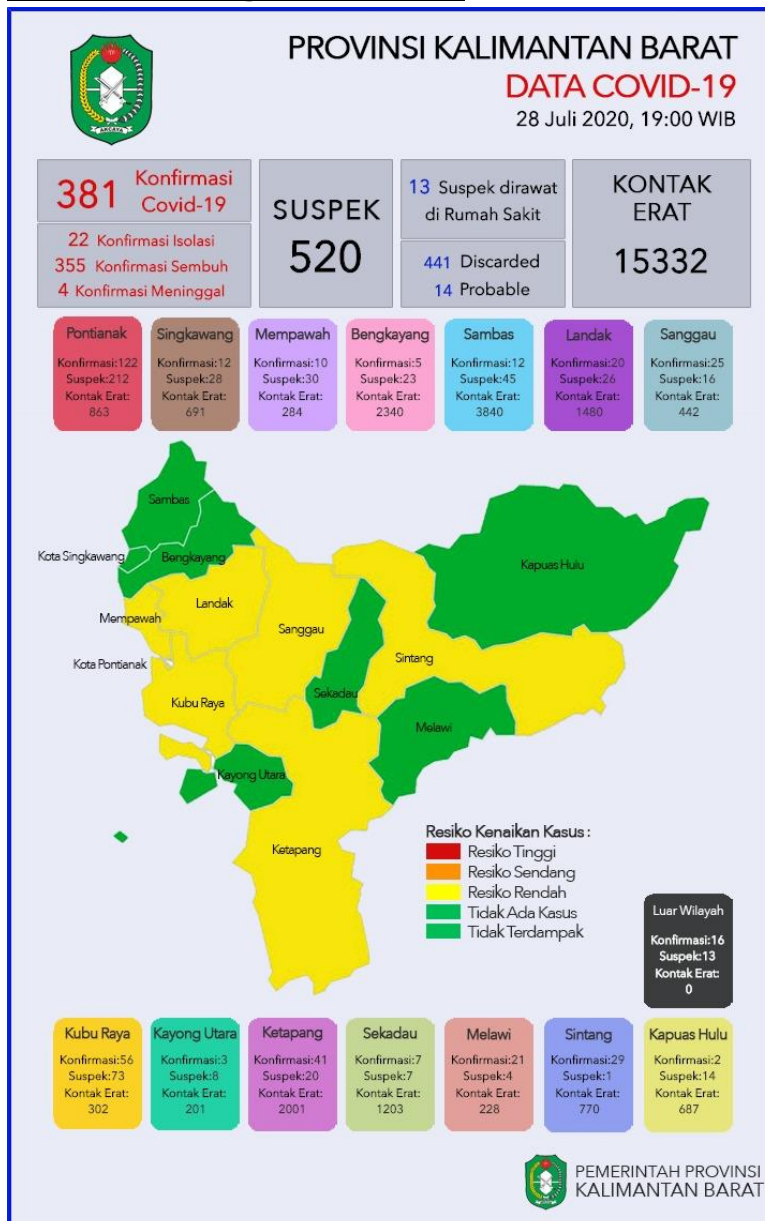 PROVINSI KALIMANTAN BARAT
DATA COVID-19
28 Juli 2020, 19:00 WIB
AKCAYA
381 Konfirmasi
Covid-19
22 Konfirmasi Isolasi
355 Konfirmasi Sembuh
4 Konfirmasi Meninggal
SUSPEK
520
13 Suspek dirawat
di Rumah Sakit
441 Discarded
14 Probable
KONTAK
ERAT
15332
Pontianak
Konfirmasi:122
Suspek:212
Kontak Erat:
863
Singkawang
Konfirmasi:12
Suspek:28
Kontak Erat:
691
Mempawah
Konfirmasi:10
Suspek:30
Kontak Erat:
284
Bengkayang
Konfirmasi:5
Suspek:23
Kontak Erat:
2340
Sambas
Konfirmasi:12
Suspek:45
Kontak Erat:
3840
Landak
Konfirmasi:20
Suspek:26
Kontak Erat:
1480
Sanggau
Konfirmasi:25
Suspek:16
Kontak Erat:
442
Sambas
Kota Singkawang
Bengkayang
Kapuas Hulu
Landak
Mempawah
Sanggau
Kota Pontianak
Sintang
Sekadau
Kubu Raya
Melawi
Kayong Utara
Ketapang
Resiko Kenaikan Kasus :
Resiko Tinggi
Resiko Sendang
Resiko Rendah
Tidak Ada Kasus
Tidak Terdampak
Luar Wilayah
Konfirmasi:16
Suspek:13
Kontak Erat:
0
Kubu Raya
Konfirmasi:56
Suspek:73
Kontak Erat:
302
Kayong Utara
Konfirmasi:3
Suspek:8
Kontak Erat:
201
Ketapang
Konfirmasi:41
Suspek:20
Kontak Erat:
2001
Sekadau
Konfirmasi:7
Suspek:7
Kontak Erat:
1203
Melawi
Konfirmasi:21
Suspek:4
Kontak Erat:
228
Sintang
Konfirmasi:29
Suspek:1
Kontak Erat:
770
Kapuas Hulu
Konfirmasi:2
Suspek:14
Kontak Erat:
687
PEMERINTAH PROVINSI
KALIMANTAN BARAT